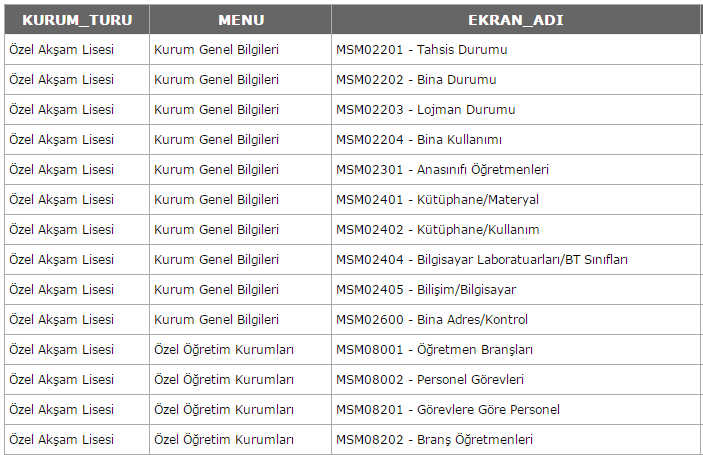 KURUM_TURU MENU EKRAN_ADI
Özel Akşam Lisesi Kurum Genel Bilgileri MSM02201 - Tahsis Durumu
Özel Akşam Lisesi Kurum Genel Bilgileri MSM02202 - Bina Durumu
Özel Akşam Lisesi Kurum Genel Bilgileri MSM02203 - Lojman Durumu
Özel Akşam Lisesi Kurum Genel Bilgileri MSM02204 - Bina Kullanımı
Özel Akşam Lisesi Kurum Genel Bilgileri MSM02301 - Anasınıfı Öğretmenleri
Özel Akşam Lisesi Kurum Genel Bilgileri MSM02401 - Kütüphane/Materyal
Özel Akşam Lisesi Kurum Genel Bilgileri MSM02402 - Kütüphane/Kullanım
Özel Akşam Lisesi Kurum Genel Bilgileri MSM02404 - Bilgisayar Laboratuarları/BT Sınıfları
Özel Akşam Lisesi Kurum Genel Bilgileri MSM02405 - Bilişim/Bilgisayar
Özel Akşam Lisesi Kurum Genel Bilgileri MSM02600 - Bina Adres/Kontrol
Özel Akşam Lisesi Özel Öğretim Kurumları MSM08001 - Öğretmen Branşları
Özel Akşam Lisesi Özel Öğretim Kurumları MSM08002 - Personel Görevleri
Özel Akşam Lisesi Özel Öğretim Kurumları MSM08201 - Görevlere Göre Personel
Özel Akşam Lisesi Özel Öğretim Kurumları MSM08202 - Branş Öğretmenleri